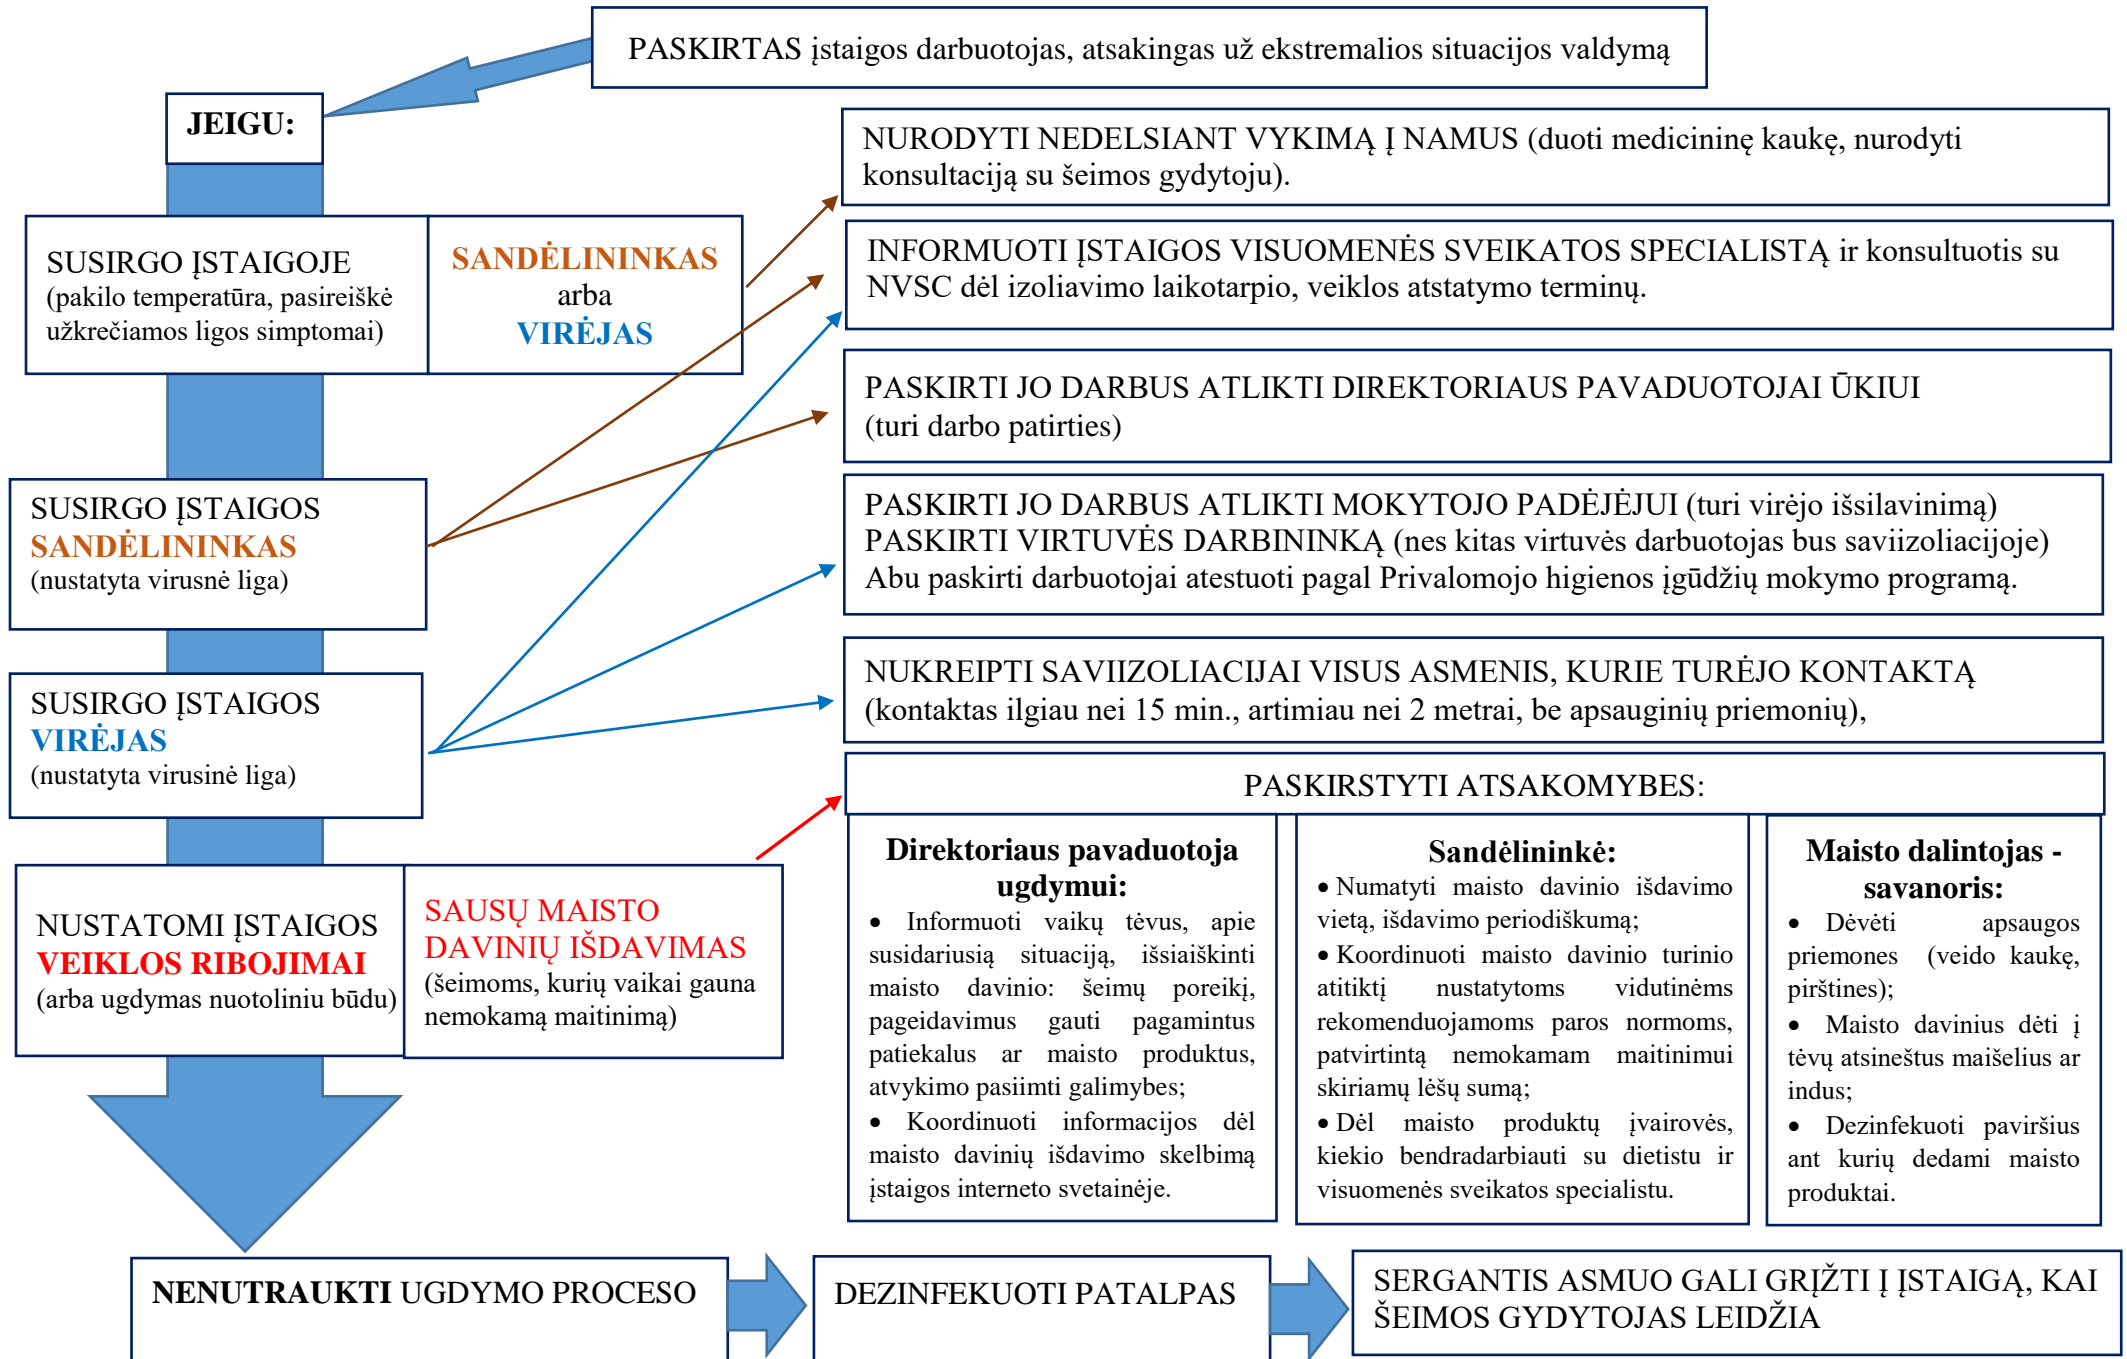 PASKIRTAS įstaigos darbuotojas, atsakingas už ekstremalios situacijos valdymą
JEIGU:
NURODYTI NEDELSIANT VYKIMĄ Į NAMUS (duoti medicininę kaukę, nurodyti
konsultaciją su šeimos gydytoju).
SUSIRGO ĮSTAIGOJE
(pakilo temperatūra, pasireiškė
užkrečiamos ligos simptomai)
SANDĖLININKAS
arba
VIRĖJAS
INFORMUOTI ĮSTAIGOS VISUOMENĖS SVEIKATOS SPECIALISTĄ ir konsultuotis su
NVSC dėl izoliavimo laikotarpio, veiklos atstatymo terminų.
PASKIRTI JO DARBUS ATLIKTI DIREKTORIAUS PAVADUOTOJAI ŪKIUI
(turi darbo patirties)
SUSIRGO ĮSTAIGOS
SANDĖLININKAS
(nustatyta virusnė liga)
PASKIRTI JO DARBUS ATLIKTI MOKYTOJO PADĖJĖJUI (turi virėjo išsilavinimą)
PASKIRTI VIRTUVĖS DARBININKĄ (nes kitas virtuvės darbuotojas bus saviizoliacijoje)
Abu paskirti darbuotojai atestuoti pagal Privalomojo higienos įgūdžių mokymo programą.
SUSIRGO ĮSTAIGOS
VIRĖJAS
(nustatyta virusinė liga)
NUKREIPTI SAVIIZOLIACIJAI VISUS ASMENIS, KURIE TURĖJO KONTAKTĄ
(kontaktas ilgiau nei 15 min., artimiau nei 2 metrai, be apsauginių priemonių),
NUSTATOMI ĮSTAIGOS
VEIKLOS RIBOJIMAI
(arba ugdymas nuotoliniu būdu)
SAUSŲ MAISTO
DAVINIŲ IŠDAVIMAS
(šeimoms, kurių vaikai gauna
nemokamą maitinimą)
PASKIRSTYTI ATSAKOMYBES:
Direktoriaus pavaduotoja
ugdymui:
• Informuoti vaikų tėvus, apie
susidariusią situaciją, išsiaiškinti
maisto davinio: šeimų poreikį,
pageidavimus gauti pagamintus
patiekalus ar maisto produktus,
atvykimo pasiimti galimybes;
• Koordinuoti informacijos dėl
maisto davinių išdavimo skelbimą
įstaigos interneto svetainėje.
Sandėlininkė:
• Numatyti maisto davinio išdavimo
vietą, išdavimo periodiškumą;
• Koordinuoti maisto davinio turinio
atitiktį nustatytoms vidutinėms
rekomenduojamoms paros normoms,
patvirtintą nemokamam maitinimui
skiriamų lėšų sumą;
• Dėl maisto produktų įvairovės,
kiekio bendradarbiauti su dietistu ir
visuomenės sveikatos specialistu.
Maisto dalintojas -
savanoris:
• Dėvėti apsaugos
priemones (veido kaukę,
pirštines);
• Maisto davinius dėti į
tėvų atsineštus maišelius ar
indus;
• Dezinfekuoti paviršius
ant kurių dedami maisto
produktai.
NENUTRAUKTI UGDYMO PROCESO
DEZINFEKUOTI PATALPAS
SERGANTIS ASMUO GALI GRĮŽTI Į ĮSTAIGĄ, KAI
ŠEIMOS GYDYTOJAS LEIDŽIA